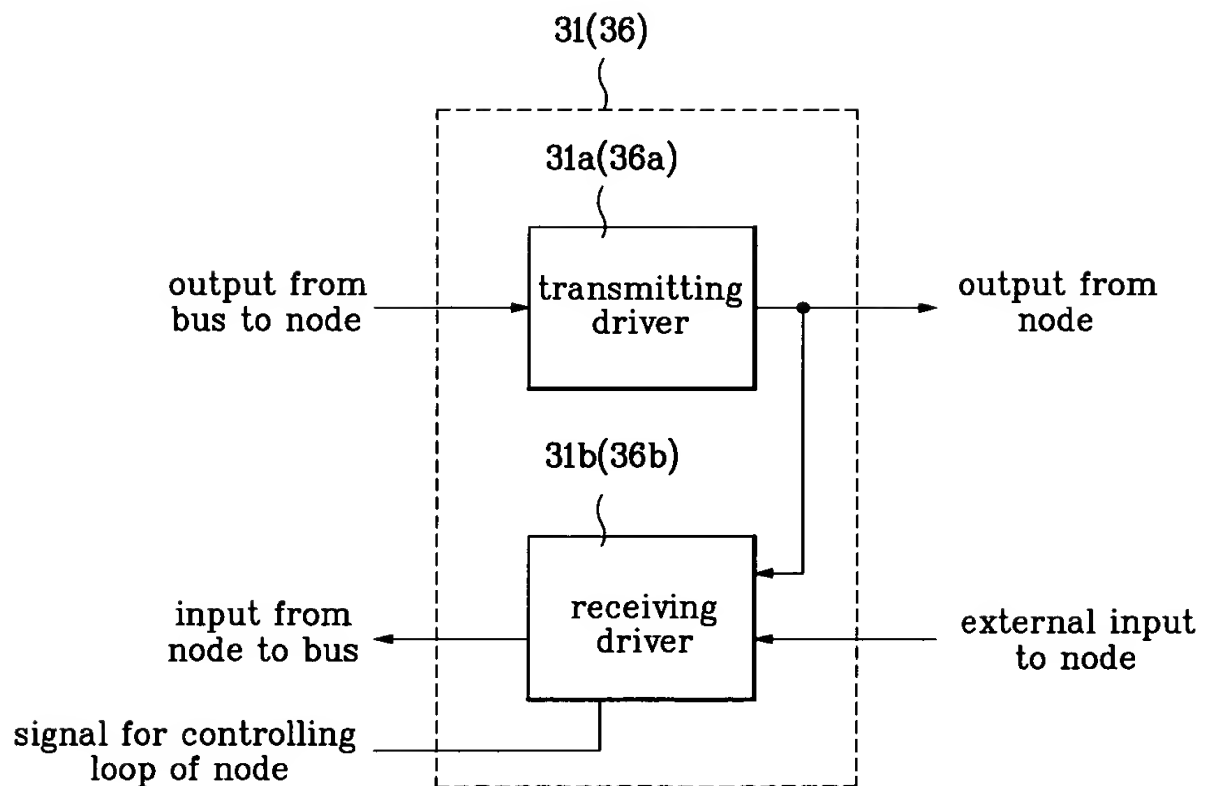 31(36)
31a(36a)
output from
bus to node
transmitting
driver
output from
node
31b(36b)
input from
node to bus
receiving
driver
external input
to node
signal for controlling
loop of node